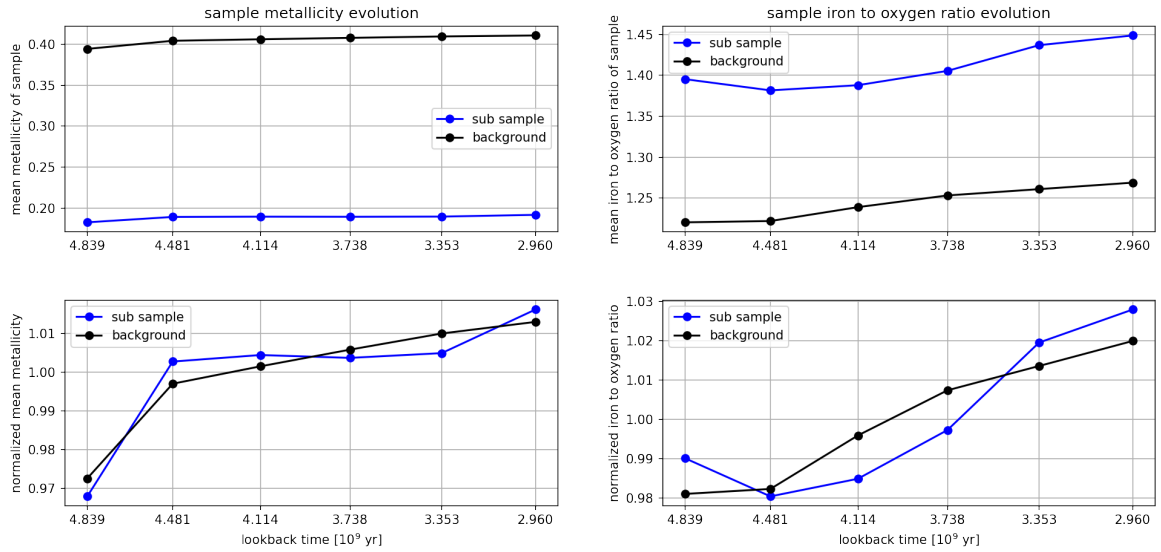 sample metallicity evolution
mean metallicity of sample
0.40
0.35
0.30
0.25
0.20
sub sample
background
4.839 4.481 4.114 3.738 3.353 2.960
sample iron to oxygen ratio evolution
mean iron to oxygen ratio of sample
1.45
1.40
1.35
1.30
1.25
sub sample
background
4.839 4.481 4.114 3.738 3.353 2.960
normalized mean metallicity
1.01
1.00
0.99
0.98
0.97
sub sample
background
4.839 4.481 4.114 3.738 3.353 2.960
lookback time [10⁹ yr]
normalized iron to oxygen ratio
1.03
1.02
1.01
1.00
0.99
0.98
sub sample
background
4.839 4.481 4.114 3.738 3.353 2.960
lookback time [10⁹ yr]